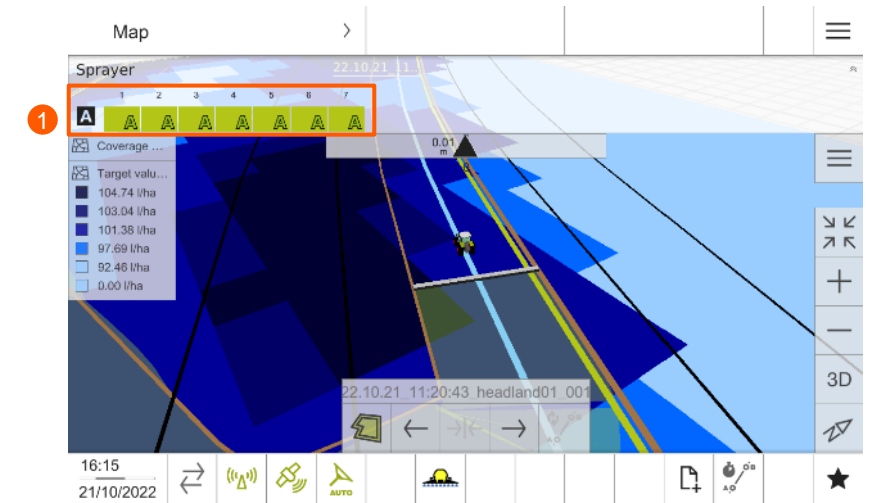 Map
Sprayer
22.10.21_11...
1 2 3 4 5 6 7
1
A A A A A A A A
Coverage ...
0.01
m
Target valu...
104.74 l/ha
103.04 l/ha
101.38 l/ha
97.69 l/ha
92.46 l/ha
0.00 l/ha
3D
22.10.21_11:20:43_headland01_001
16:15
21/10/2022
AUTO